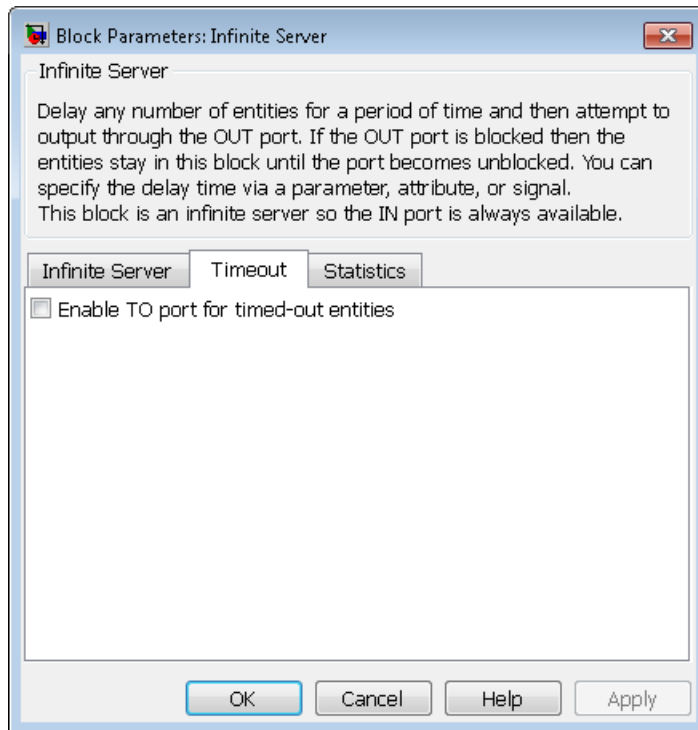 Block Parameters: Infinite Server
Infinite Server
Delay any number of entities for a period of time and then attempt to
output through the OUT port. If the OUT port is blocked then the
entities stay in this block until the port becomes unblocked. You can
specify the delay time via a parameter, attribute, or signal.
This block is an infinite server so the IN port is always available.
Infinite Server Timeout Statistics
Enable TO port for timed-out entities
OK Cancel Help Apply